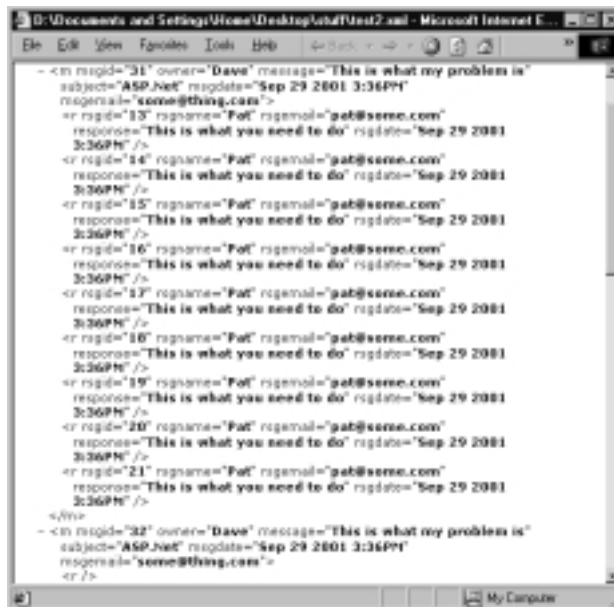 D:\Documents and Settings\Home\Desktop\stuff\test2.xml - Microsoft Internet E...
File Edit View Favorites Tools Help Back
- <m msgid="31" owner="Dave" message="This is what my problem is"
subject="ASP.Net" msgdate="Sep 29 2001 3:36PM"
msgemail="some@thing.com">
<r rsgid="13" rsgname="Pat" rsgemail="pat@some.com"
response="This is what you need to do" rsgdate="Sep 29 2001
3:36PM" />
<r rsgid="14" rsgname="Pat" rsgemail="pat@some.com"
response="This is what you need to do" rsgdate="Sep 29 2001
3:36PM" />
<r rsgid="15" rsgname="Pat" rsgemail="pat@some.com"
response="This is what you need to do" rsgdate="Sep 29 2001
3:36PM" />
<r rsgid="16" rsgname="Pat" rsgemail="pat@some.com"
response="This is what you need to do" rsgdate="Sep 29 2001
3:36PM" />
<r rsgid="17" rsgname="Pat" rsgemail="pat@some.com"
response="This is what you need to do" rsgdate="Sep 29 2001
3:36PM" />
<r rsgid="18" rsgname="Pat" rsgemail="pat@some.com"
response="This is what you need to do" rsgdate="Sep 29 2001
3:36PM" />
<r rsgid="19" rsgname="Pat" rsgemail="pat@some.com"
response="This is what you need to do" rsgdate="Sep 29 2001
3:36PM" />
<r rsgid="20" rsgname="Pat" rsgemail="pat@some.com"
response="This is what you need to do" rsgdate="Sep 29 2001
3:36PM" />
<r rsgid="21" rsgname="Pat" rsgemail="pat@some.com"
response="This is what you need to do" rsgdate="Sep 29 2001
3:36PM" />
</m>
- <m msgid="32" owner="Dave" message="This is what my problem is"
subject="ASP.Net" msgdate="Sep 29 2001 3:36PM"
msgemail="some@thing.com">
<r />
My Computer